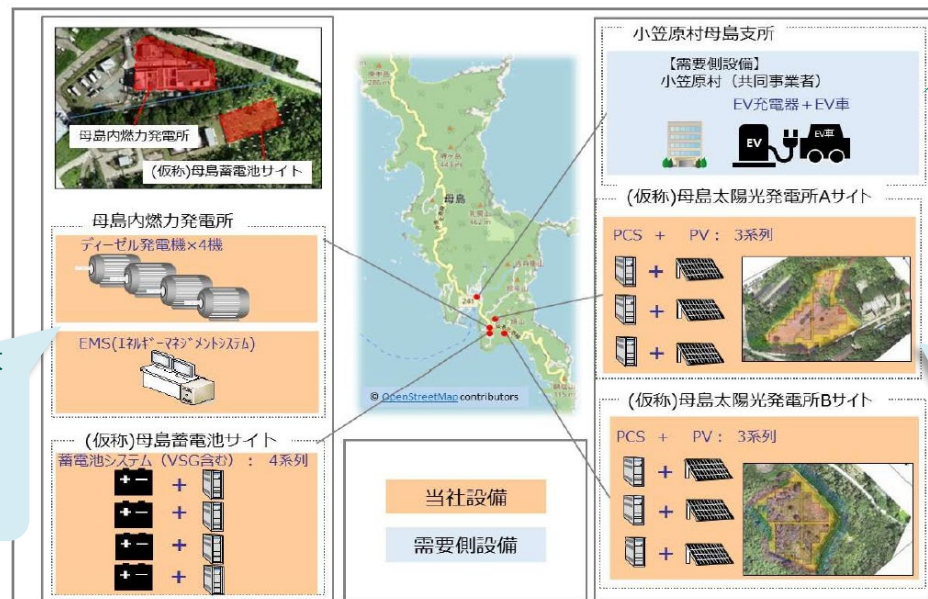 母島内燃力発電所
(仮称)母島蓄電池サイト
母島内燃力発電所
ディーゼル発電機×4機
EMS(ｴﾈﾙｷﾞｰﾏﾈｼﾞﾒﾝﾄｼｽﾃﾑ)
(仮称)母島蓄電池サイト
蓄電池システム（VSG含む）： 4系列
+
+
+
+
母島
241
© OpenStreetMap contributors
当社設備
需要側設備
小笠原村母島支所
【需要側設備】
小笠原村（共同事業者）
EV充電器＋EV車
EV
EV車
(仮称)母島太陽光発電所Aサイト
PCS + PV： 3系列
+
+
+
(仮称)母島太陽光発電所Bサイト
PCS + PV： 3系列
+
+
+